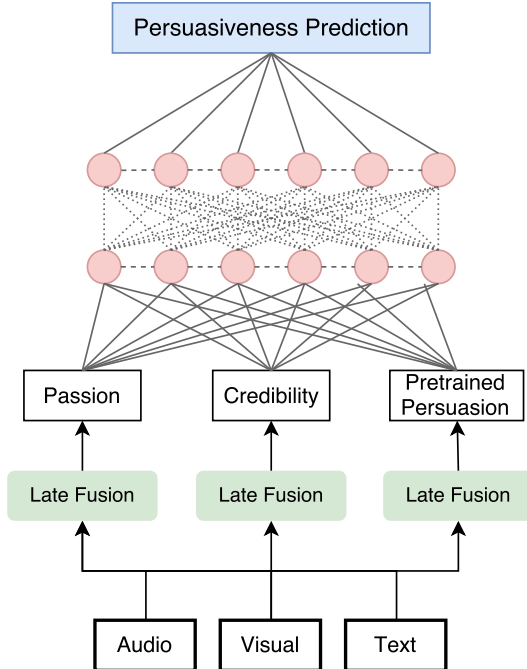 Persuasiveness Prediction
Passion
Credibility
Pretrained
Persuasion
Late Fusion
Late Fusion
Late Fusion
Audio
Visual
Text